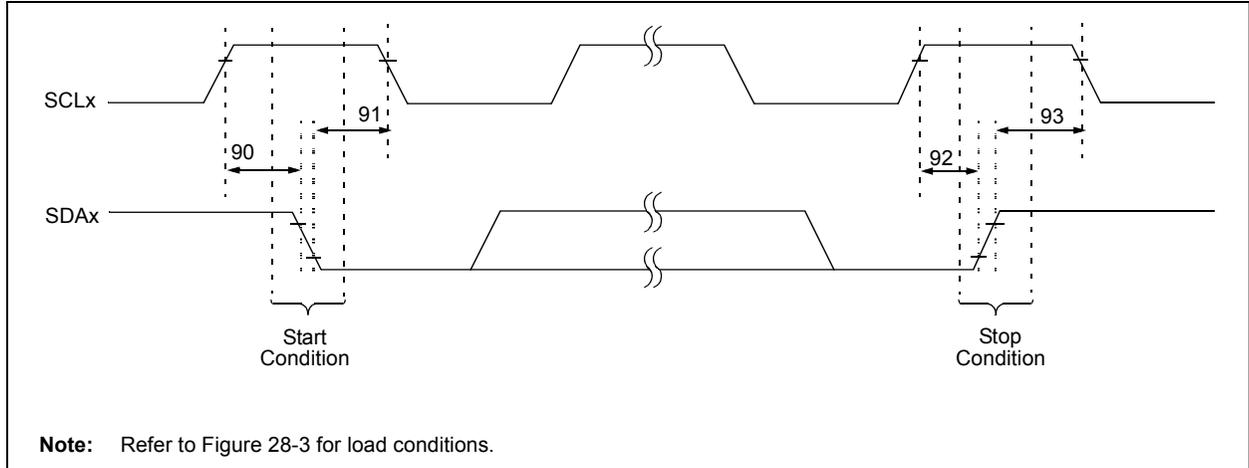 SCLx
91
93
90
92
SDAx
Start
Condition
Stop
Condition
Note: Refer to Figure 28-3 for load conditions.